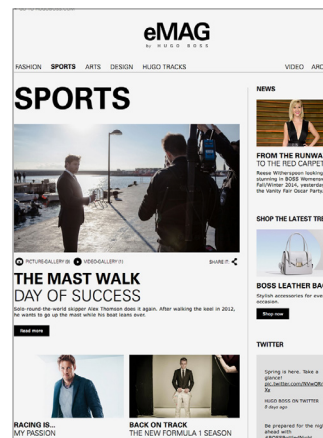 eMAG
by HUGO BOSS
FASHION SPORTS ARTS DESIGN HUGO TRACKS VIDEO
SPORTS
PICTURE-GALLERY (9) VIDEO-GALLERY (1) SHARE IT
THE MAST WALK
DAY OF SUCCESS
Solo-round-the-world skipper Alex Thomson does it again. After walking the keel in 2012,
he wants to go up the mast while his boat leans over.
Read more
RACING IS...
MY PASSION
BACK ON TRACK
THE NEW FORMULA 1 SEASON
NEWS
FROM THE RUNWA
TO THE RED CARPET
Reese Witherspoon looking
stunning in BOSS Womenswe
Fall/Winter 2014, yesterday
the Vanity Fair Oscar Party.
SHOP THE LATEST TRE
BOSS LEATHER BA
Stylish accessories for eve
occasion.
Shop now
TWITTER
Spring is here. Take a
glance!
HUGO BOSS ON TWITTER
Be prepared for the nig
ahead with